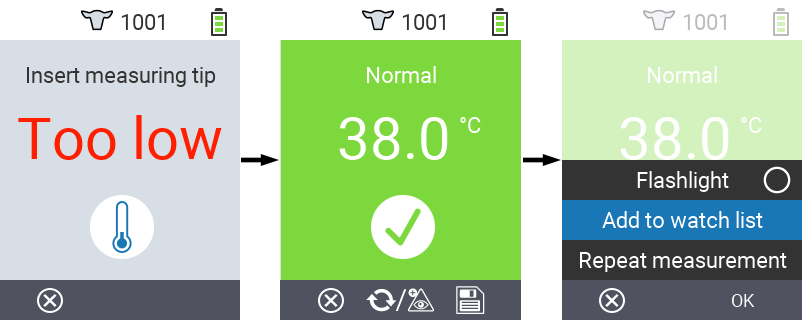 1001
Insert measuring tip
Too low
1001
Normal
38.0 °C
1001
Normal
38.0 °C
Flashlight
Add to watch list
Repeat measurement
OK